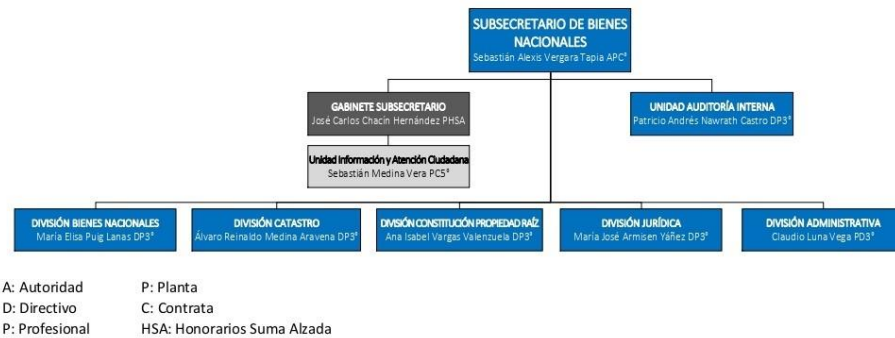 SUBSECRETARIO DE BIENES
NACIONALES
Sebastián Alexis Vergara Tapia APC°
GABINETE SUBSECRETARIO
José Carlos Chacín Hernández PHSA
UNIDAD AUDITORÍA INTERNA
Patricio Andrés Nawrath Castro DP3°
Unidad Información y Atención Ciudadana
Sebastián Medina Vera PC5°
DIVISIÓN BIENES NACIONALES
María Elisa Puig Lanas DP3°
DIVISIÓN CATASTRO
Álvaro Reinaldo Medina Aravena DP3°
DIVISIÓN CONSTITUCIÓN PROPIEDAD RAÍZ
Ana Isabel Vargas Valenzuela DP3°
DIVISIÓN JURÍDICA
María José Armisen Yáñez DP3°
DIVISIÓN ADMINISTRATIVA
Claudio Luna Vega PD3°
A: Autoridad P: Planta
D: Directivo C: Contrata
P: Profesional HSA: Honorarios Suma Alzada